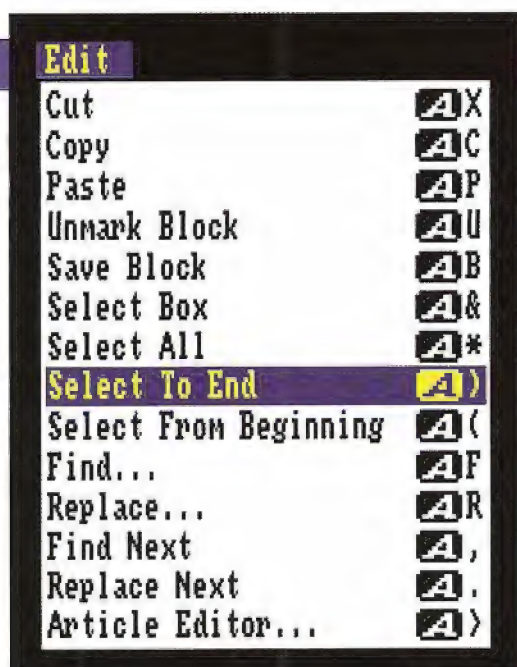 Edit
Cut A X
Copy A C
Paste A P
Unmark Block A U
Save Block A B
Select Box A &
Select All A *
Select To End A )
Select From Beginning A (
Find... A F
Replace... A R
Find Next A ,
Replace Next A .
Article Editor... A >